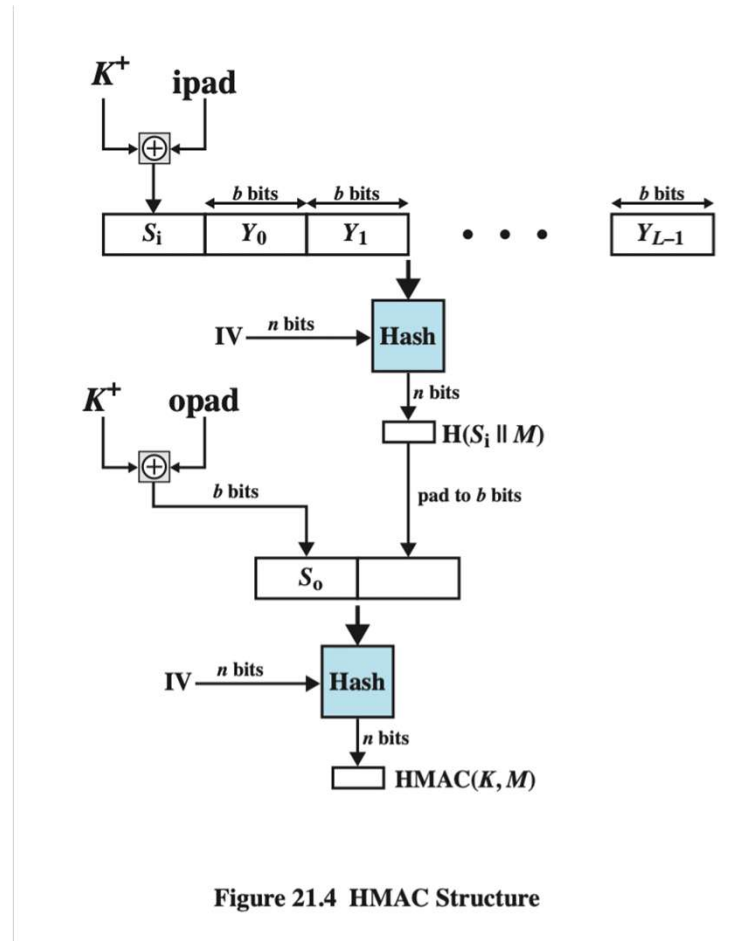 K⁺ ipad
b bits b bits b bits
Sᵢ Y₀ Y₁ • • • Y_L–1
IV n bits Hash
n bits
K⁺ opad
H(Sᵢ || M)
b bits pad to b bits
Sₒ
IV n bits Hash
n bits
HMAC(K, M)
Figure 21.4 HMAC Structure